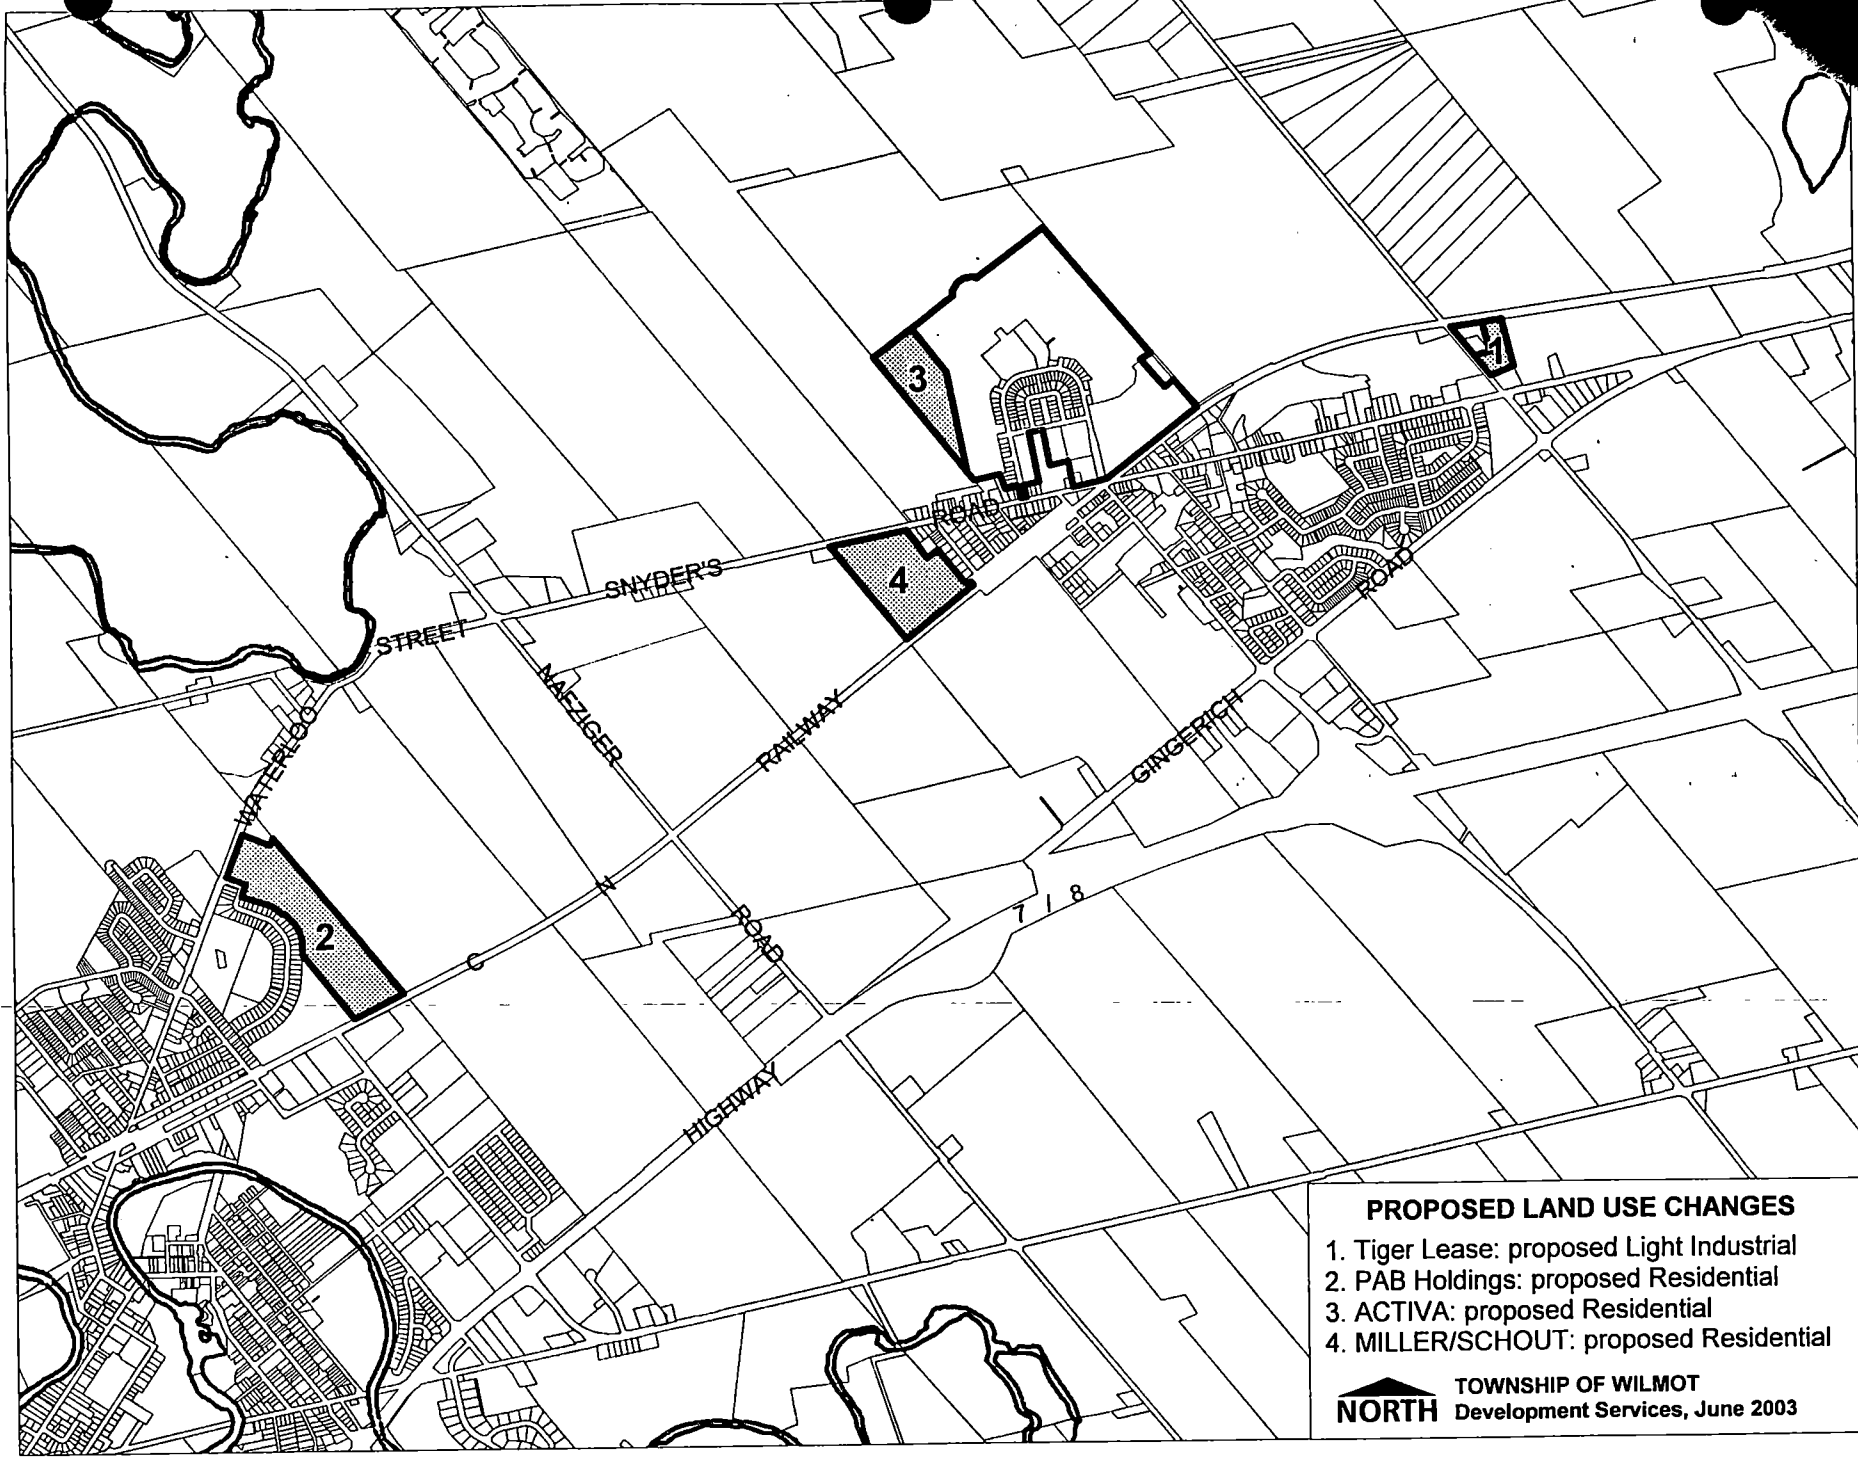 3
1
ROAD
SNYDER'S
4
STREET
NAFZIGER
WATERLOO
RAILWAY
GINGERICH
ROAD
2
C N
ROAD
7 / 8
HIGHWAY
PROPOSED LAND USE CHANGES
1. Tiger Lease: proposed Light Industrial
2. PAB Holdings: proposed Residential
3. ACTIVA: proposed Residential
4. MILLER/SCHOUT: proposed Residential
NORTH
TOWNSHIP OF WILMOT
Development Services, June 2003